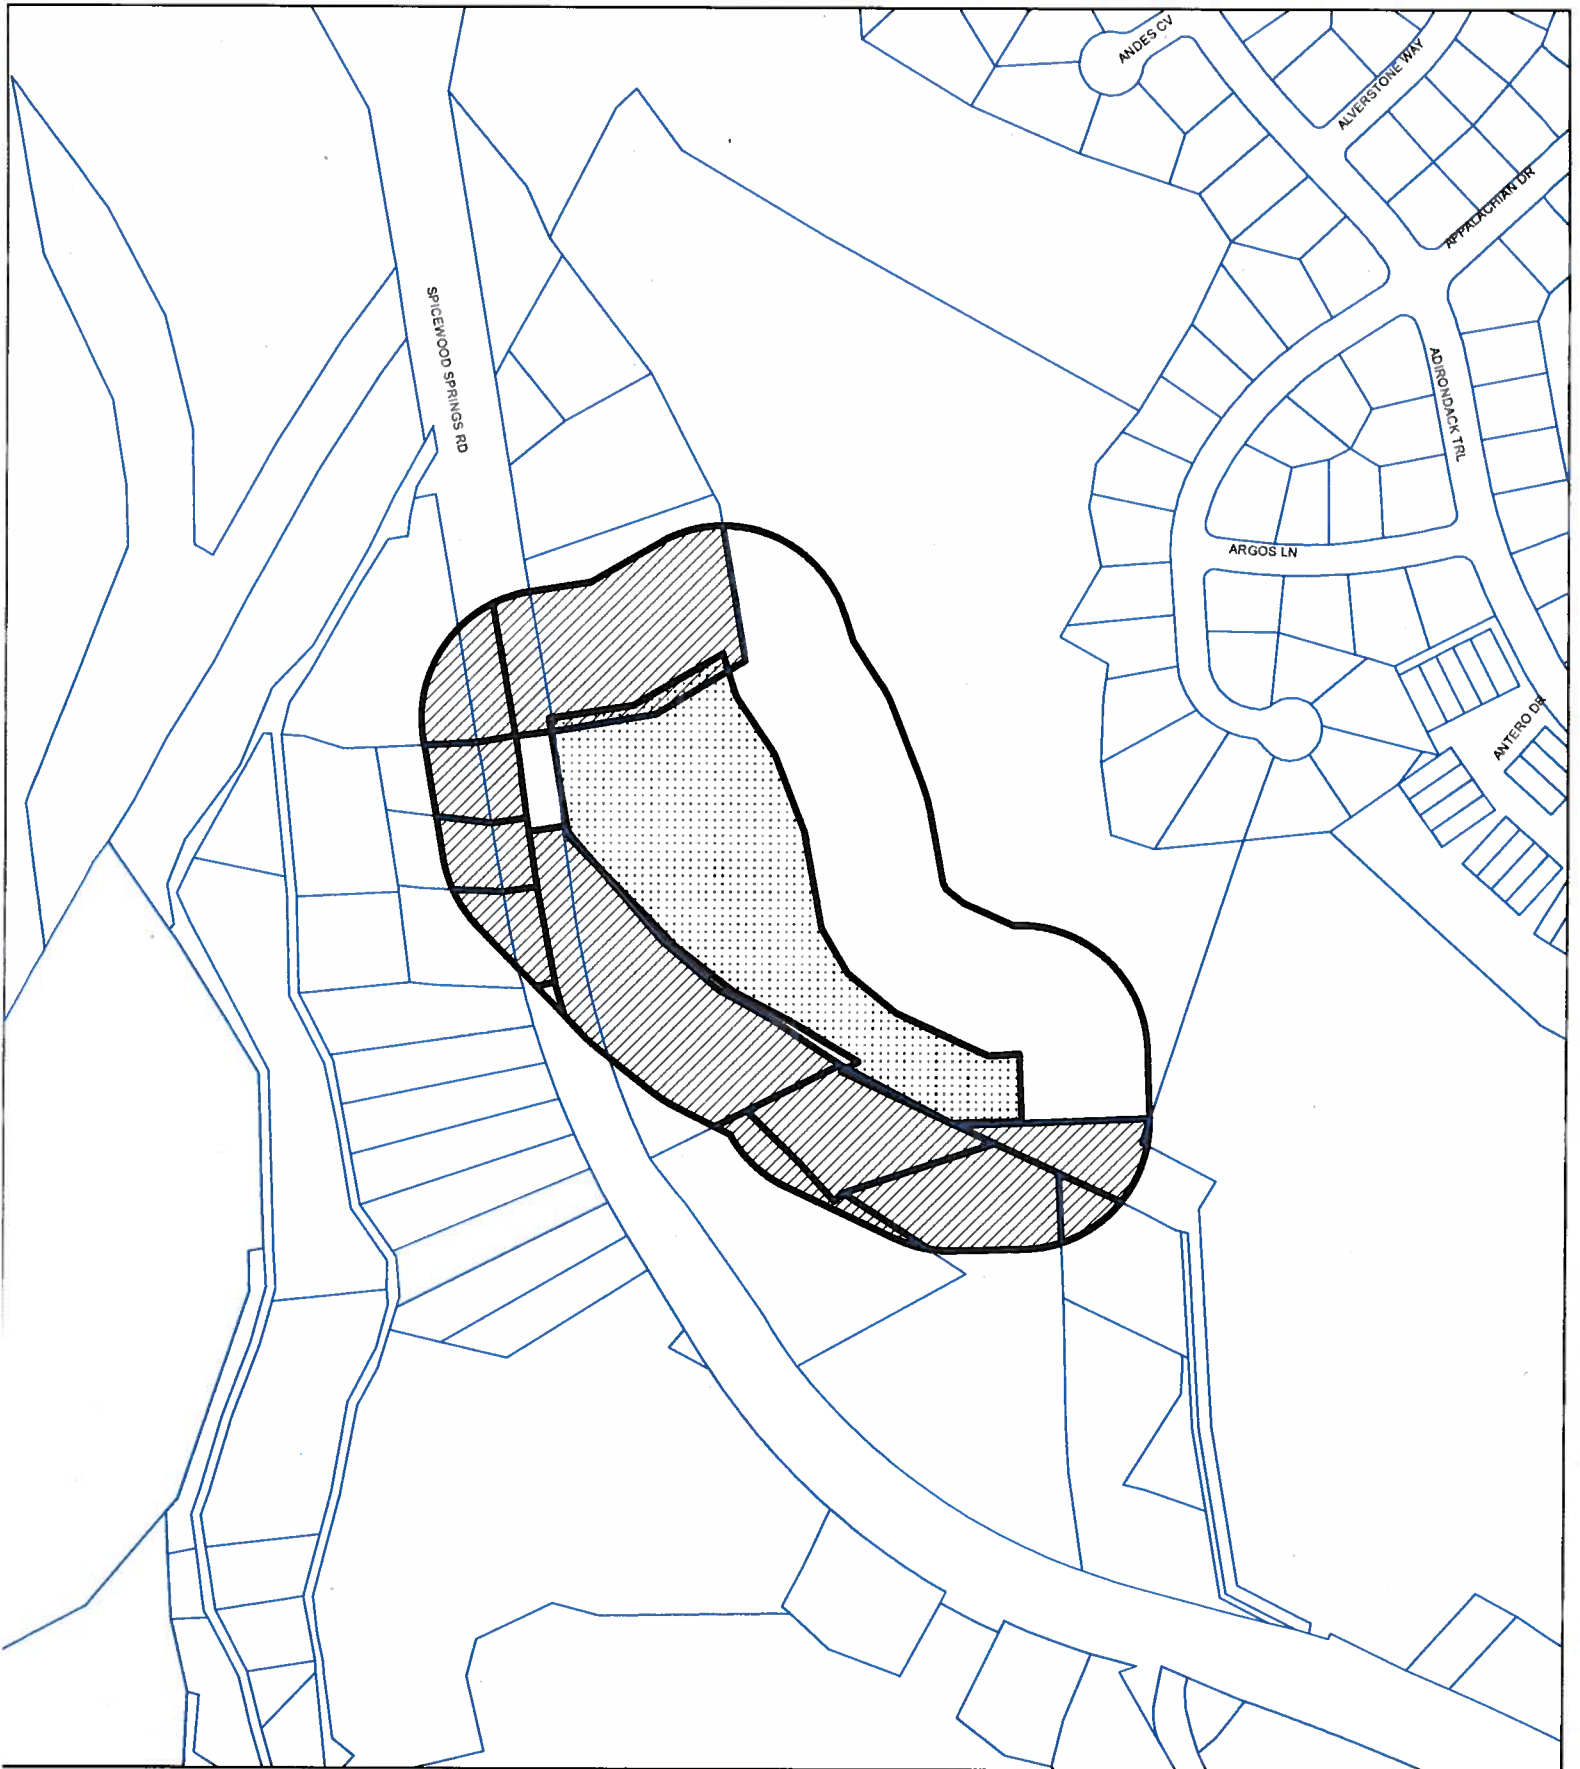 ANDES CV
ALVERSTONE WAY
APPALACHIAN DR
SPICEWOOD SPRINGS RD
ADIRONDACK TRL
ARGOS LN
ANTERO DR